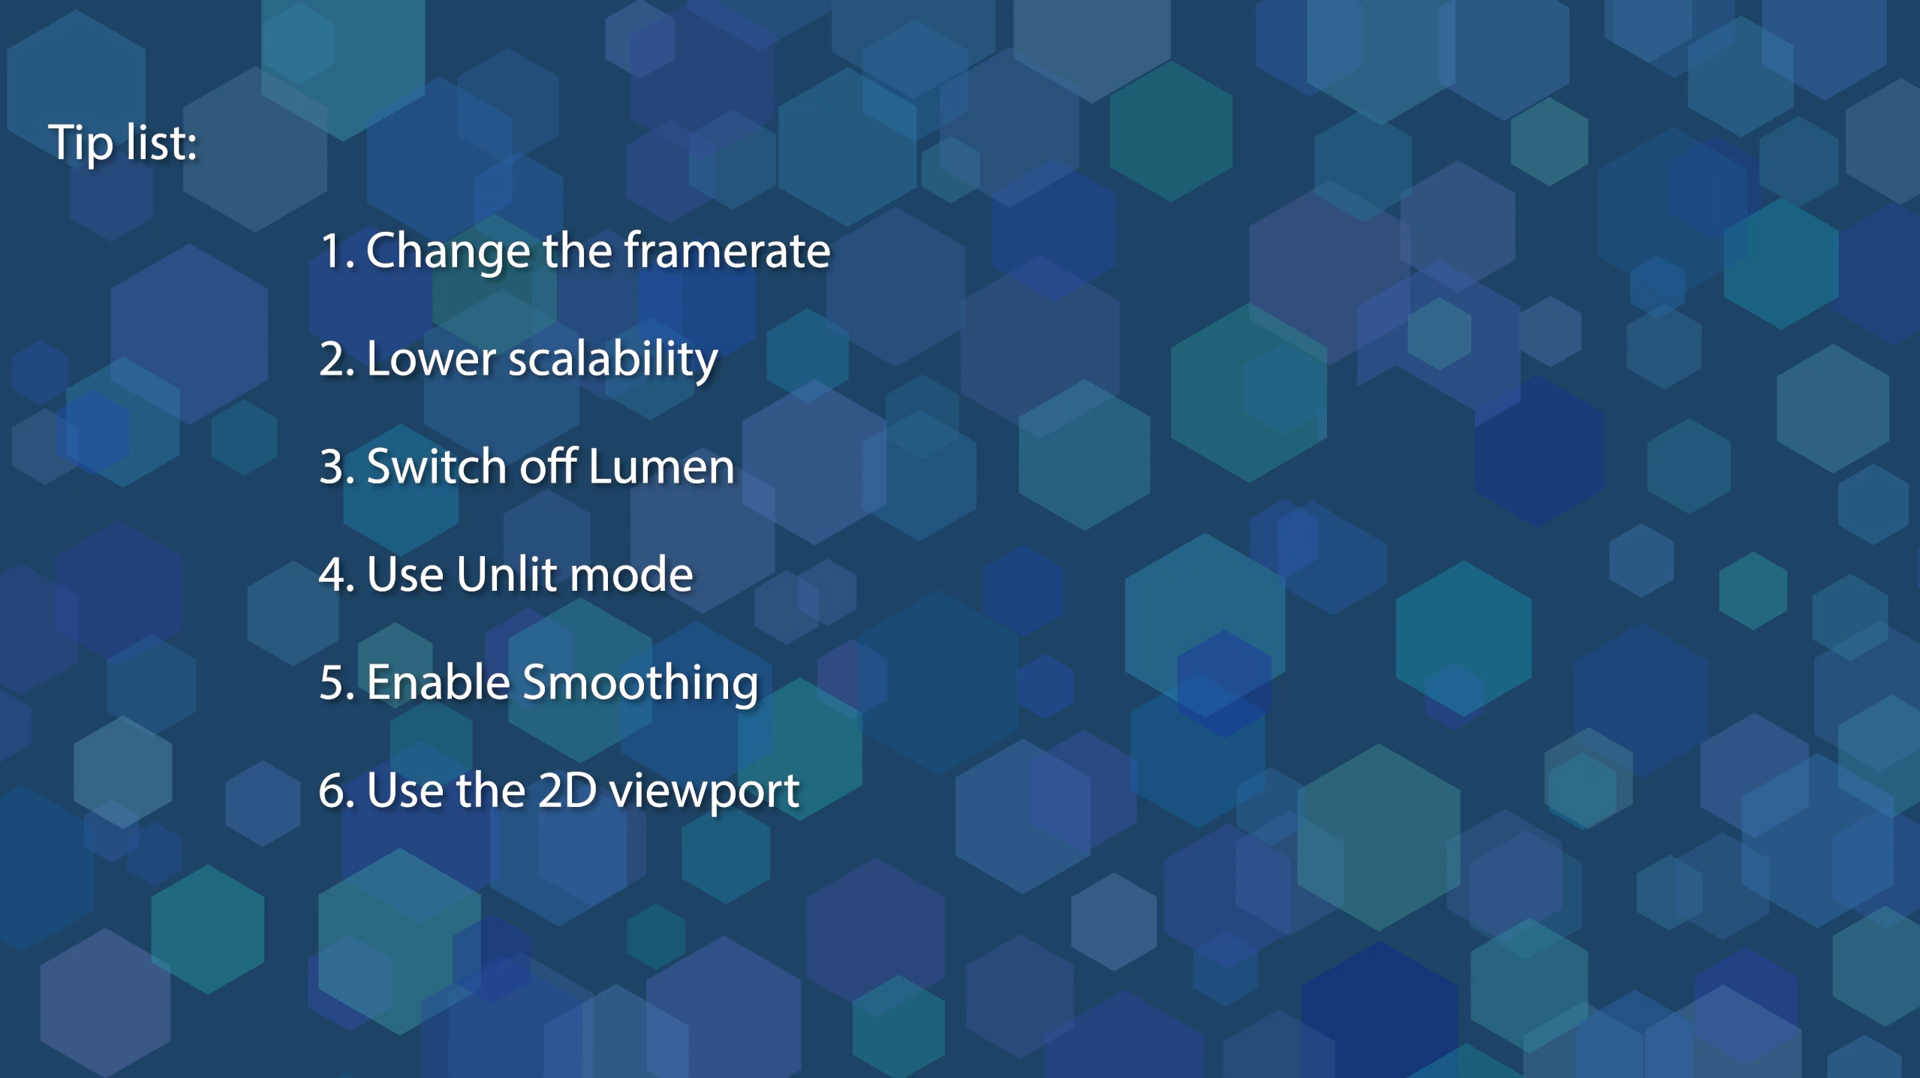 Tip list:
1. Change the framerate
2. Lower scalability
3. Switch off Lumen
4. Use Unlit mode
5. Enable Smoothing
6. Use the 2D viewport